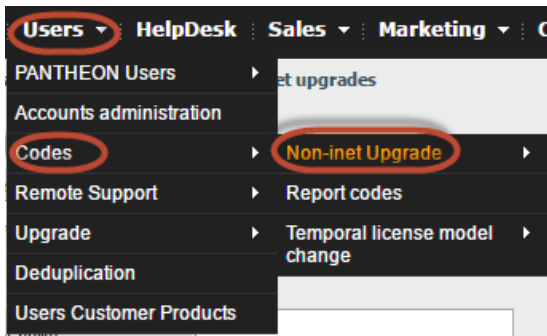 Users HelpDesk Sales Marketing
PANTHEON Users
et upgrades
Accounts administration
Codes
Non-inet Upgrade
Remote Support
Report codes
Upgrade
Temporal license model
change
Deduplication
Users Customer Products